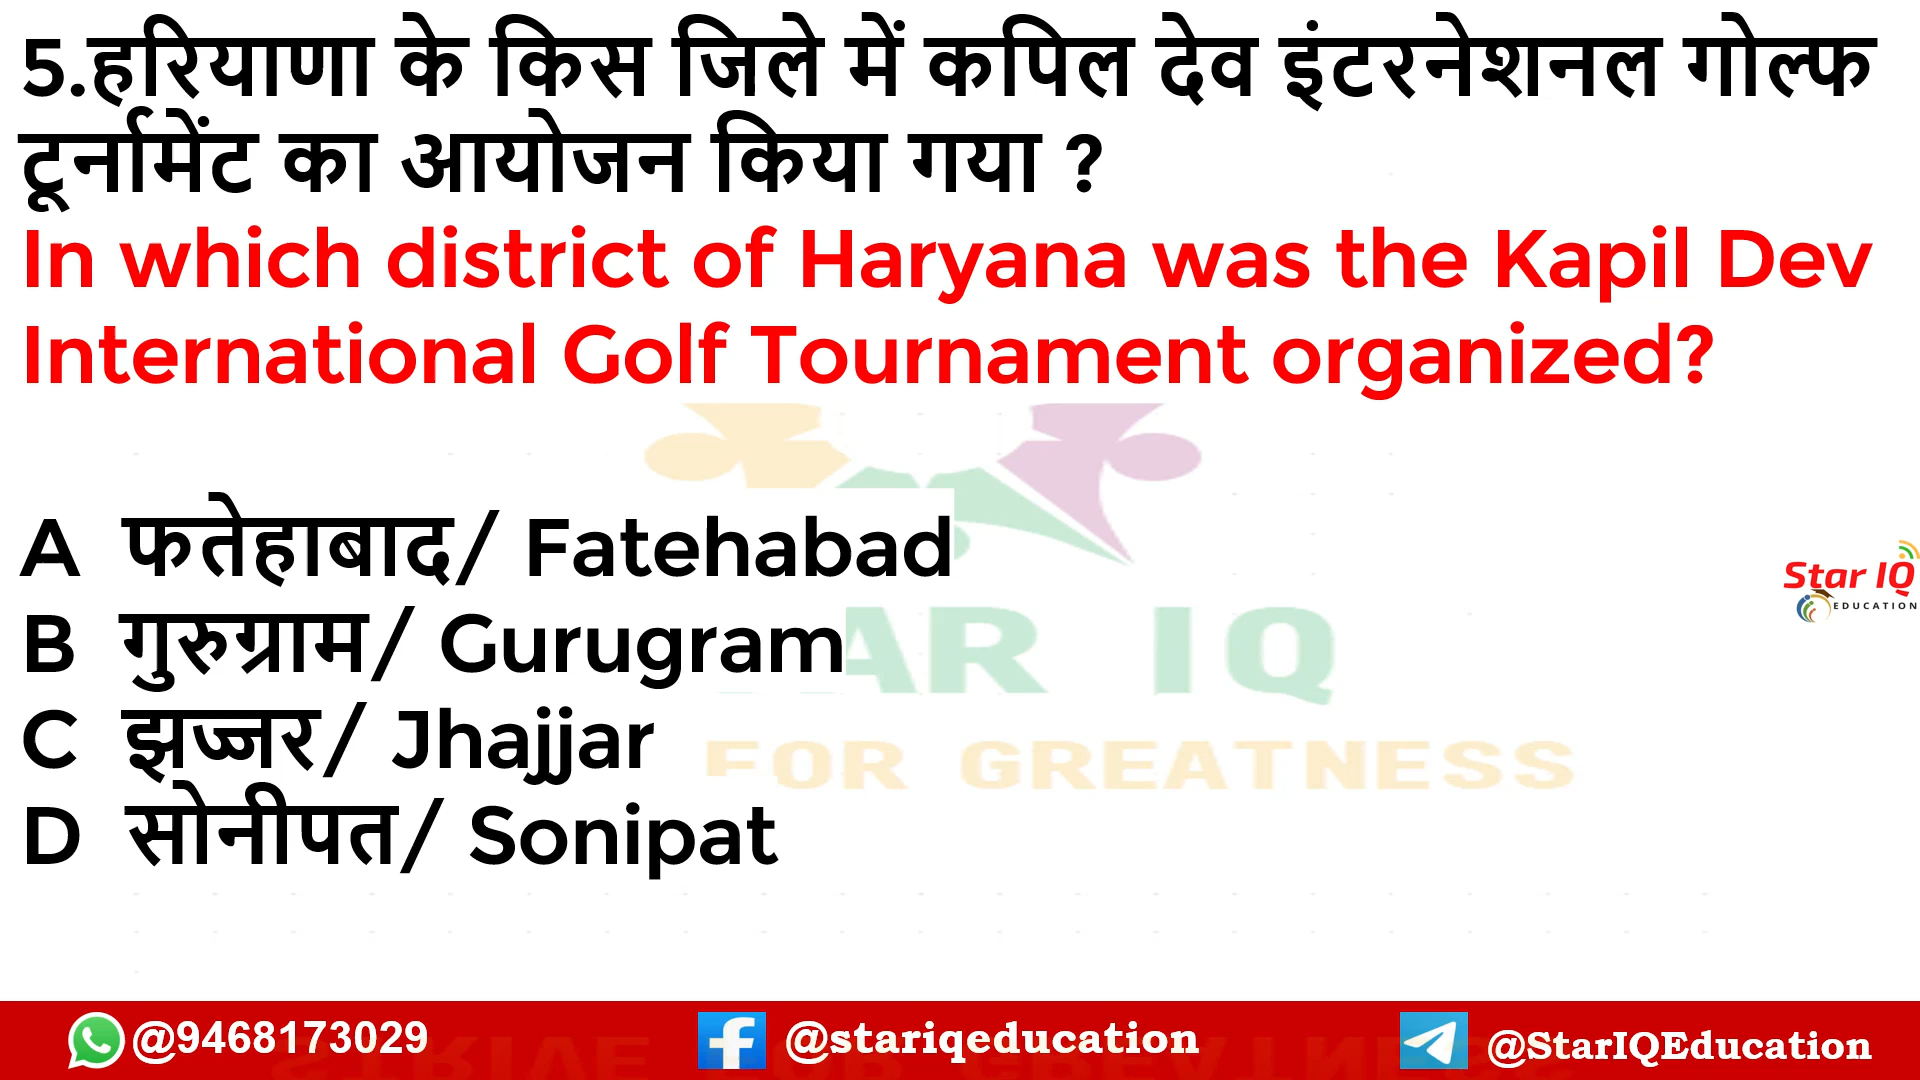 5.हरियाणा के किस जिले में कपिल देव इंटरनेशनल गोल्फ
टूर्नामेंट का आयोजन किया गया ?
In which district of Haryana was the Kapil Dev
International Golf Tournament organized?
A फतेहाबाद/ Fatehabad
B गुरुग्राम/ Gurugram
C झज्जर/ Jhajjar
D सोनीपत/ Sonipat
AR IQ
FOR GREATNESS
Star IQ
EDUCATION
@9468173029
@stariqeducation
@StarIQEducation